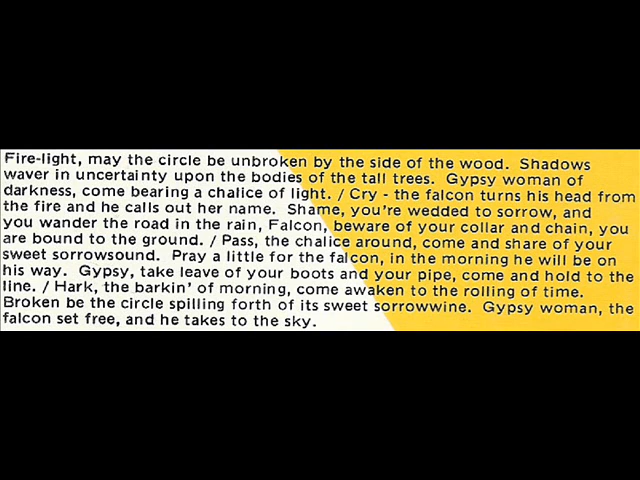 Fire-light, may the circle be unbroken by the side of the wood. Shadows
waver in uncertainty upon the bodies of the tall trees. Gypsy woman of
darkness, come bearing a chalice of light. / Cry - the falcon turns his head from
the fire and he calls out her name. Shame, you're wedded to sorrow, and
you wander the road in the rain, Falcon, beware of your collar and chain, you
are bound to the ground. / Pass, the chalice around, come and share of your
sweet sorrowsound. Pray a little for the falcon, in the morning he will be on
his way. Gypsy, take leave of your boots and your pipe, come and hold to the
line. / Hark, the barkin' of morning, come awaken to the rolling of time.
Broken be the circle spilling forth of its sweet sorrowwine. Gypsy woman, the
falcon set free, and he takes to the sky.